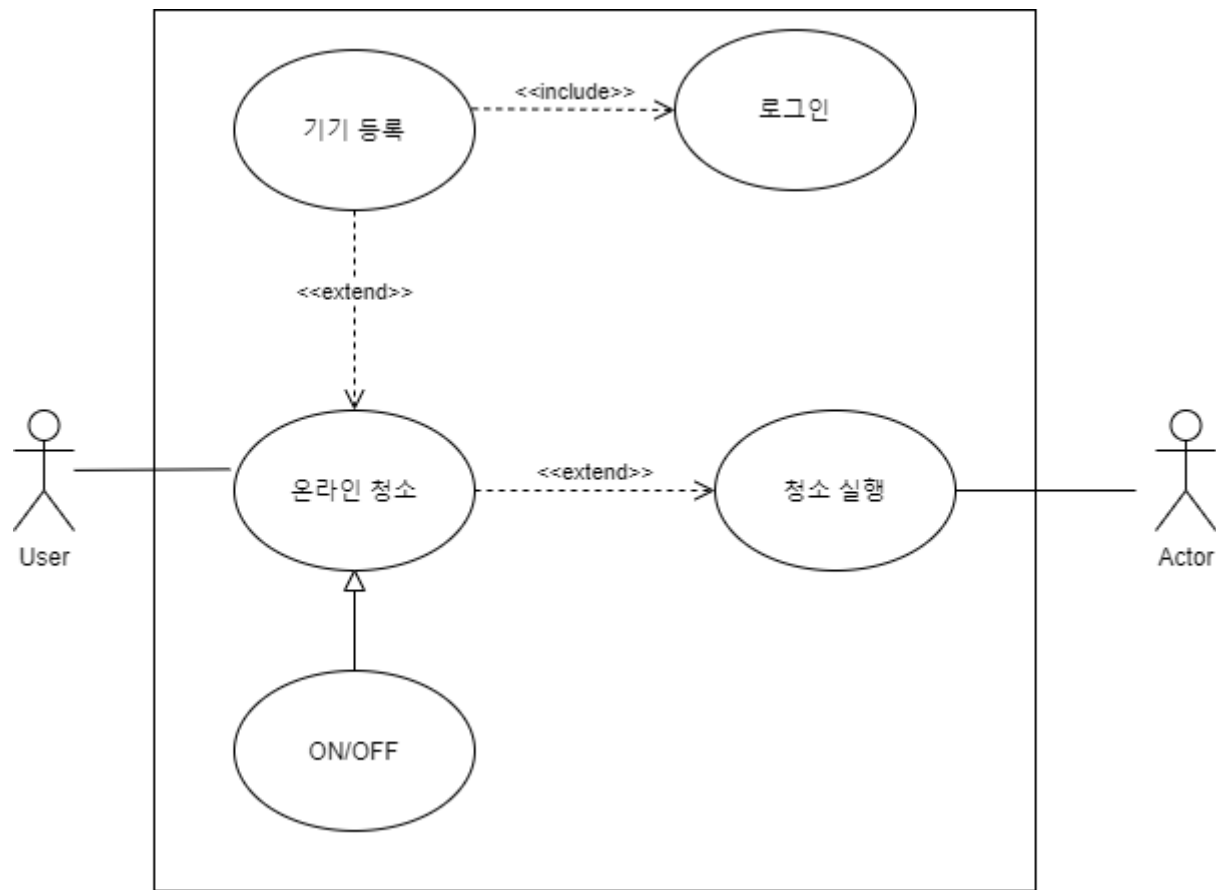 <<include>>
기기 등록
로그인
<<extend>>
온라인 청소
<<extend>>
청소 실행
User
Actor
ON/OFF